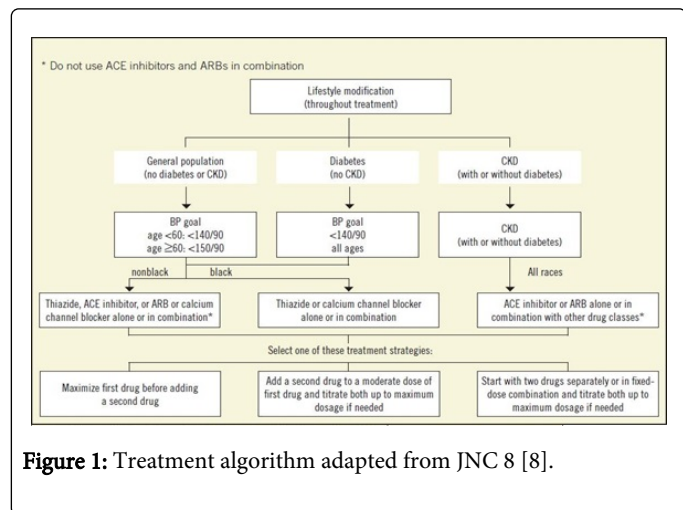 * Do not use ACE inhibitors and ARBs in combination
Lifestyle modification
(throughout treatment)
General population
(no diabetes or CKD)
Diabetes
(no CKD)
CKD
(with or without diabetes)
BP goal
age <60: <140/90
age ≥60: <150/90
BP goal
<140/90
all ages
CKD
(with or without diabetes)
nonblack
black
All races
Thiazide, ACE inhibitor, or ARB or calcium
channel blocker alone or in combination*
Thiazide or calcium channel blocker
alone or in combination
ACE inhibitor or ARB alone or in
combination with other drug classes*
Select one of these treatment strategies:
Maximize first drug before adding
a second drug
Add a second drug to a moderate dose of
first drug and titrate both up to maximum
dosage if needed
Start with two drugs separately or in fixed-
dose combination and titrate both up to
maximum dosage if needed
Figure 1: Treatment algorithm adapted from JNC 8 [8].